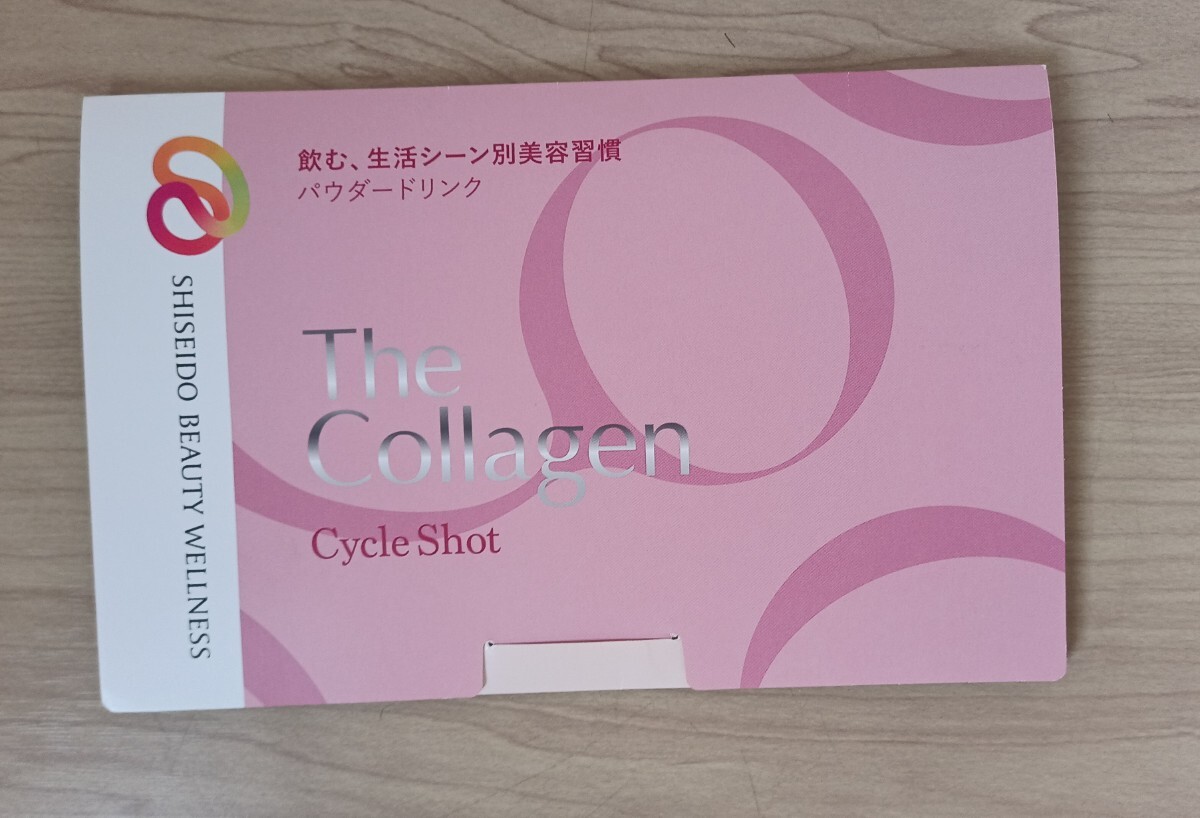 飲む、生活シーン別美容習慣
パウダードリンク
The
Collagen
Cycle Shot
SHISEIDO BEAUTY WELLNESS